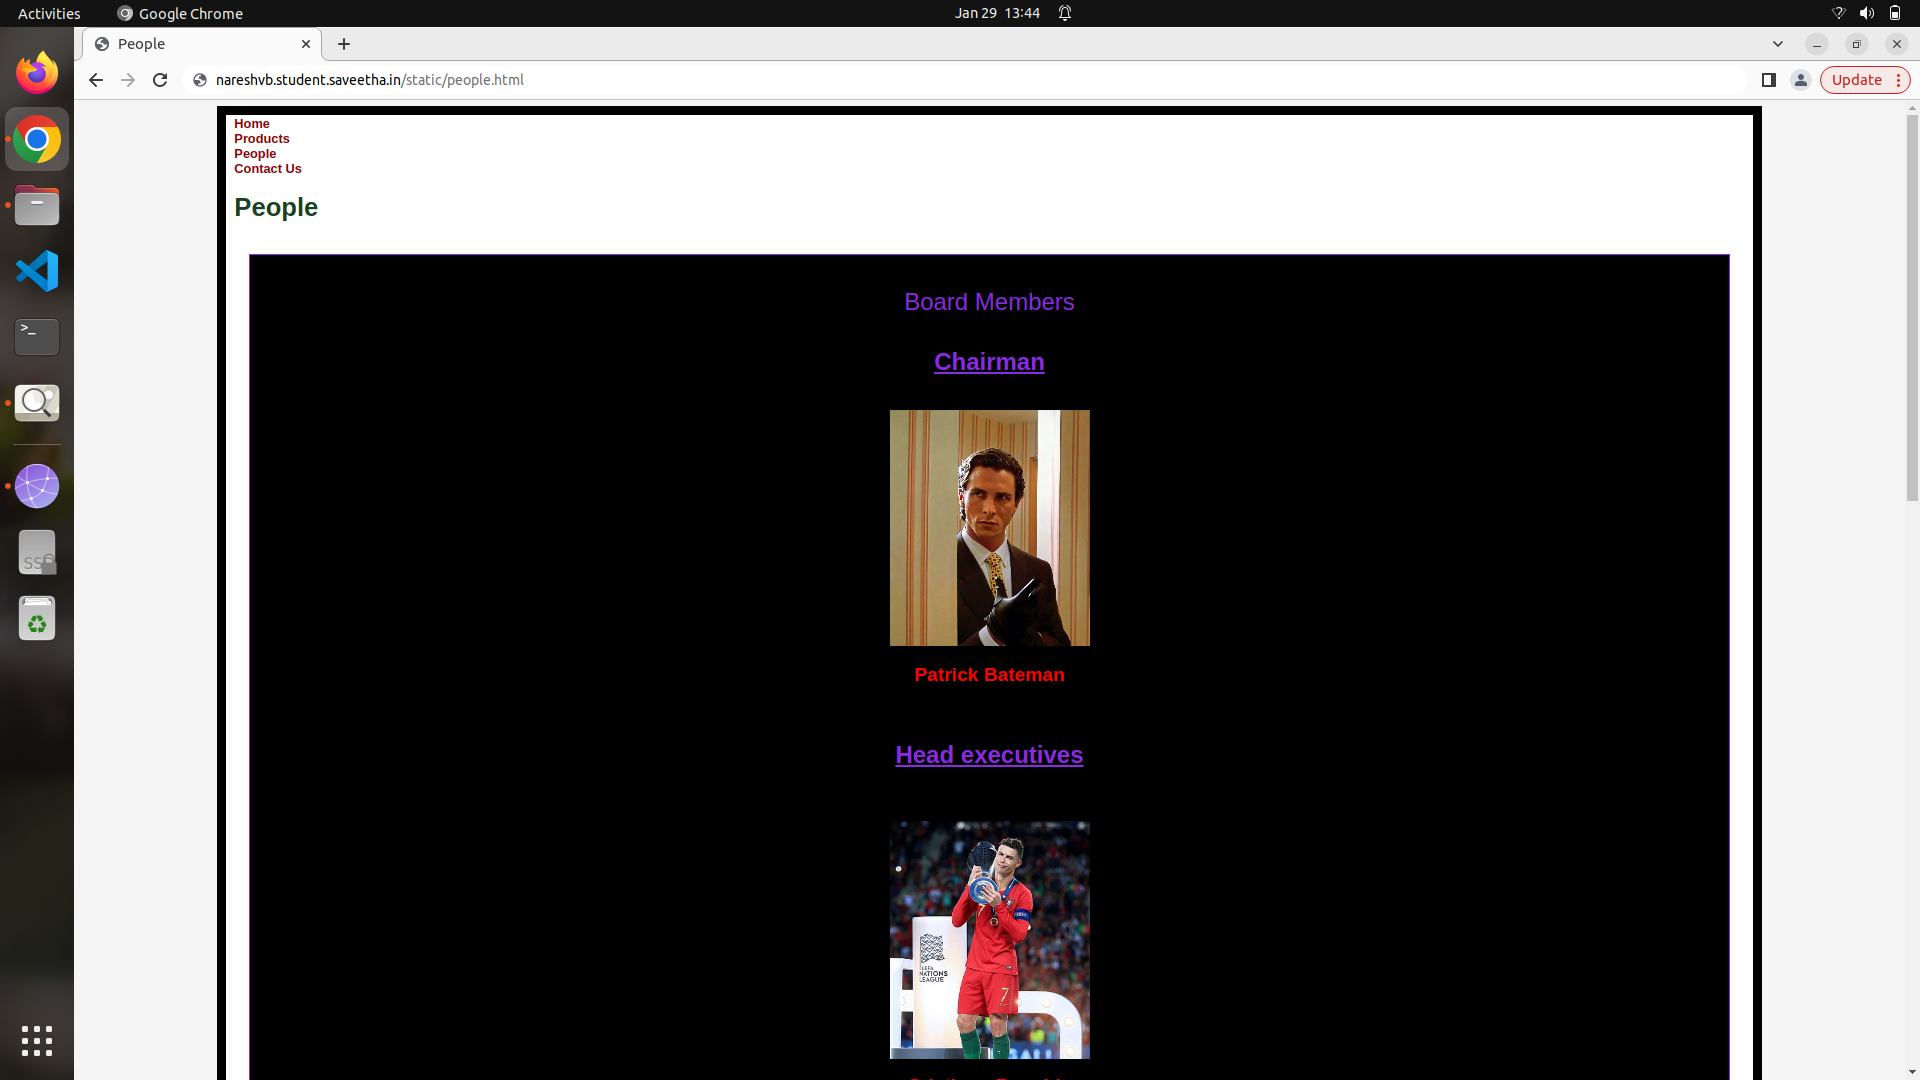 Activities
Google Chrome
Jan 29 13:44
People
nareshvb.student.saveetha.in/static/people.html
Update
Home
Products
People
Contact Us
People
Board Members
Chairman
Patrick Bateman
Head executives
UEFA
NATIONS
LEAGUE
7
>_